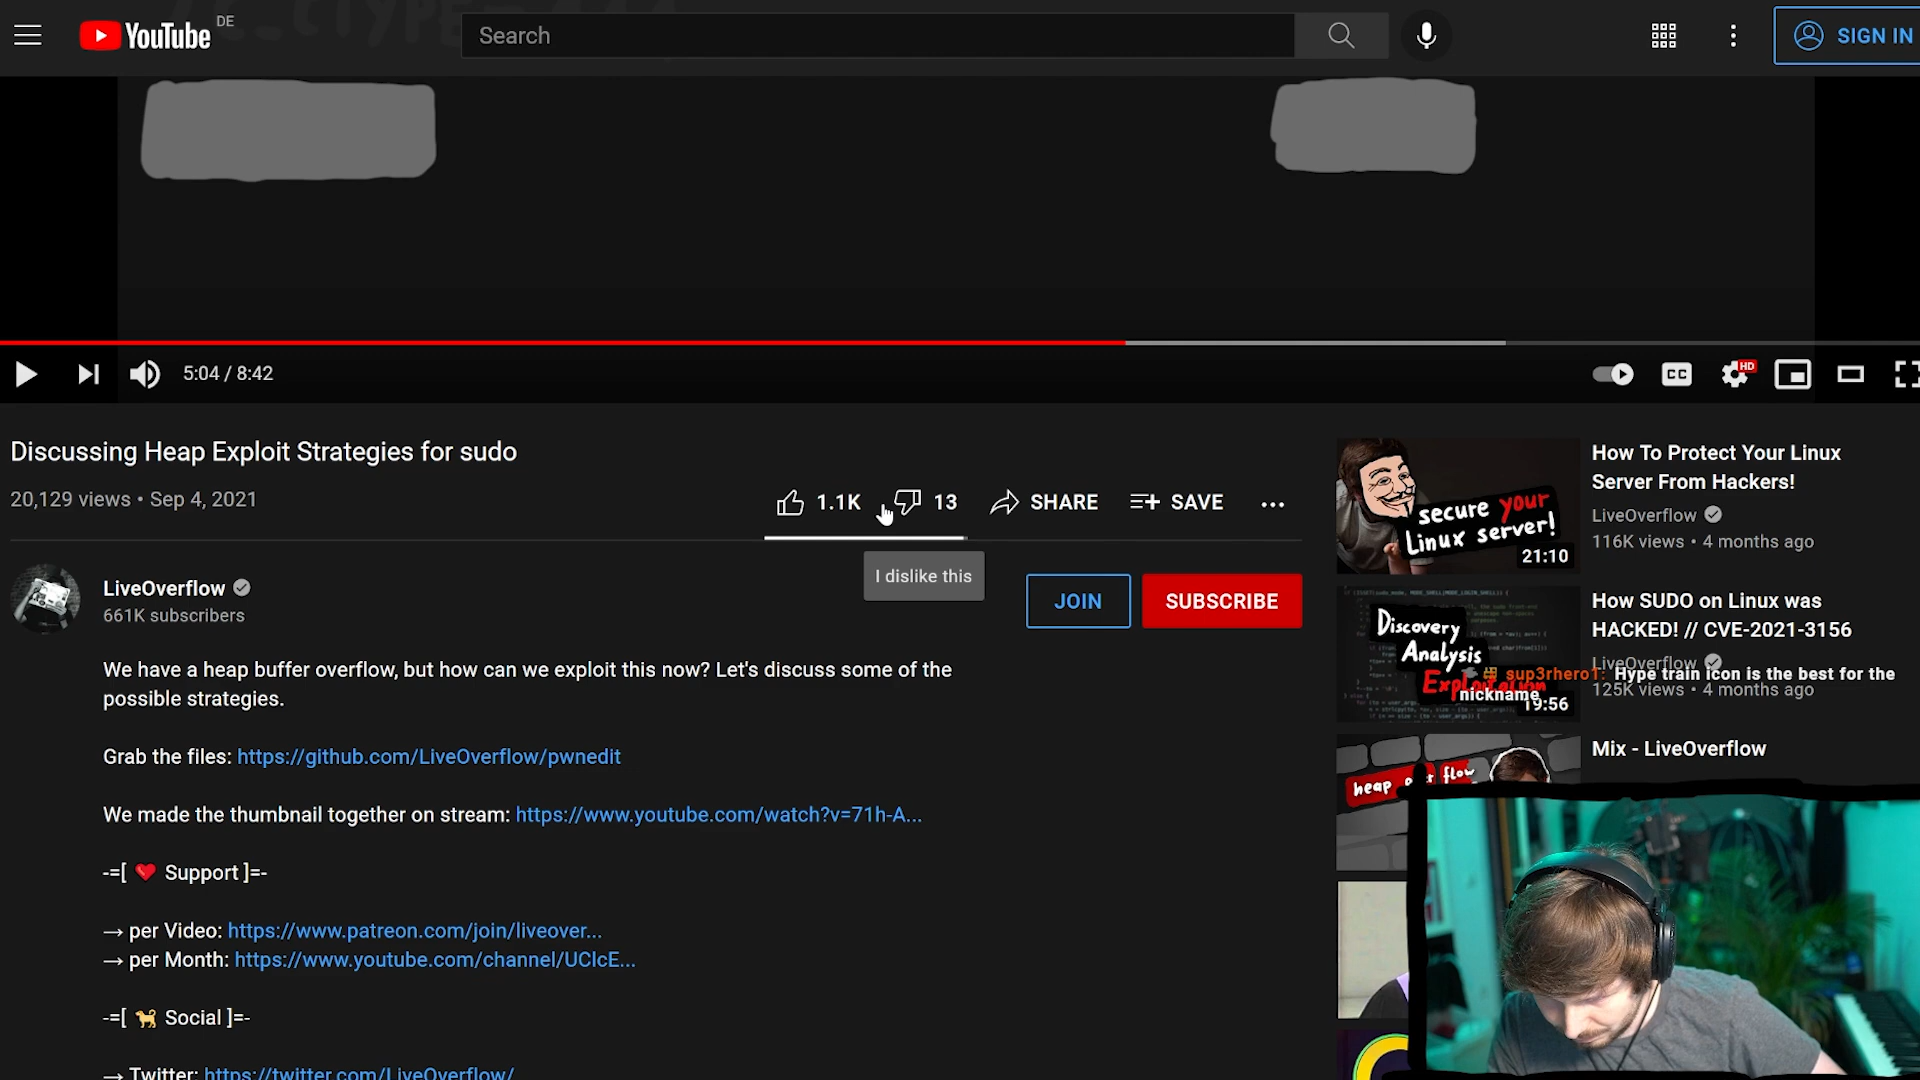 YouTube DE
Search
SIGN IN
5:04 / 8:42
CC
HD
Discussing Heap Exploit Strategies for sudo
20,129 views • Sep 4, 2021
1.1K
13
SHARE
SAVE
I dislike this
LiveOverflow
661K subscribers
JOIN
SUBSCRIBE
We have a heap buffer overflow, but how can we exploit this now? Let's discuss some of the
possible strategies.
Grab the files: https://github.com/LiveOverflow/pwnedit
We made the thumbnail together on stream: https://www.youtube.com/watch?v=71h-A...
-=[ ❤️ Support ]=-
→ per Video: https://www.patreon.com/join/liveover...
→ per Month: https://www.youtube.com/channel/UClcE...
-=[ 🐕 Social ]=-
→ Twitter: https://twitter.com/LiveOverflow/
secure your
Linux server!
21:10
How To Protect Your Linux
Server From Hackers!
LiveOverflow
116K views • 4 months ago
Discovery
Analysis
Exploitation
19:56
How SUDO on Linux was
HACKED! // CVE-2021-3156
LiveOverflow
125K views • 4 months ago
sup3rhero1: Hype train icon is the best for the
nickname
heap
flow
Mix - LiveOverflow